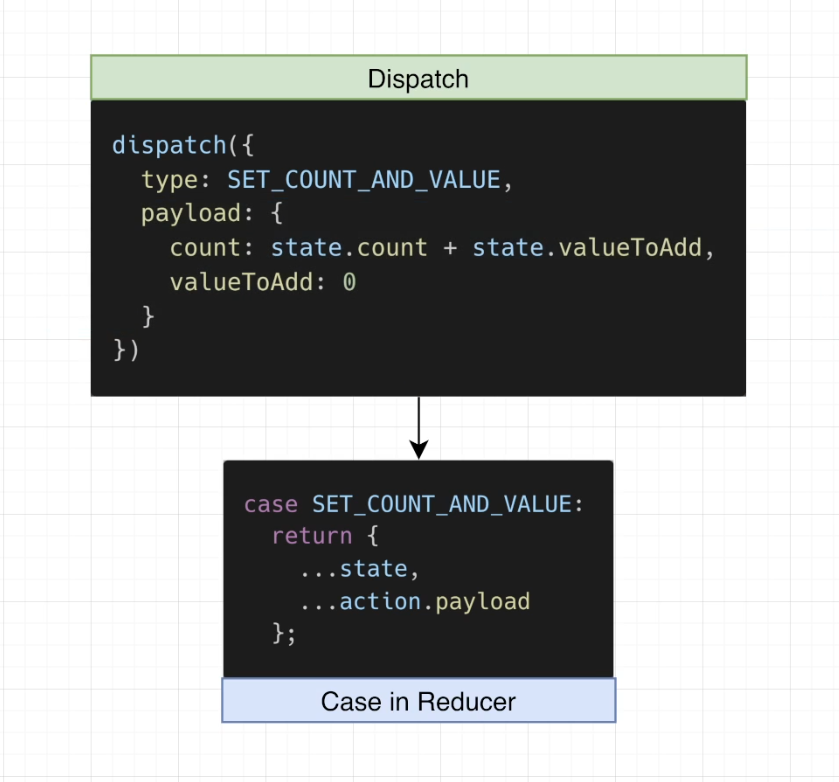 Dispatch
dispatch({
  type: SET_COUNT_AND_VALUE,
  payload: {
    count: state.count + state.valueToAdd,
    valueToAdd: 0
  }
})
case SET_COUNT_AND_VALUE:
  return {
    ...state,
    ...action.payload
  };
Case in Reducer